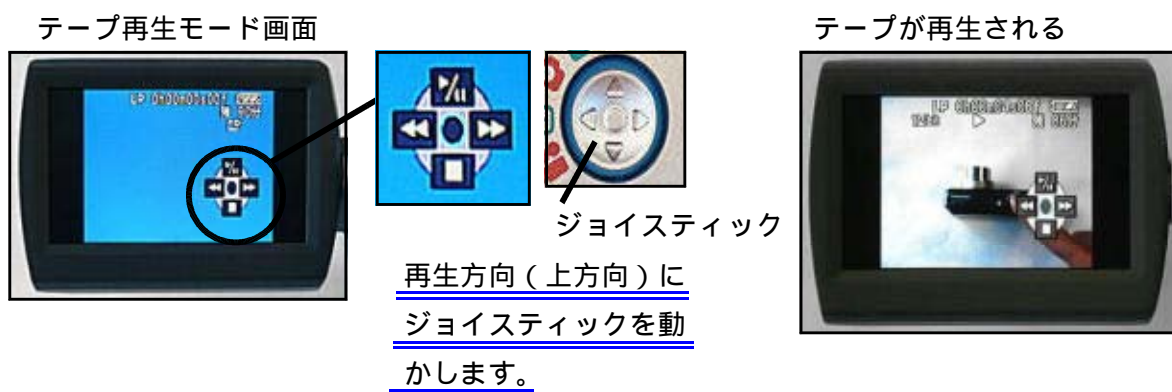 テープ再生モード画面
テープが再生される
ジョイスティック
再生方向(上方向)に
ジョイスティックを動
かします。